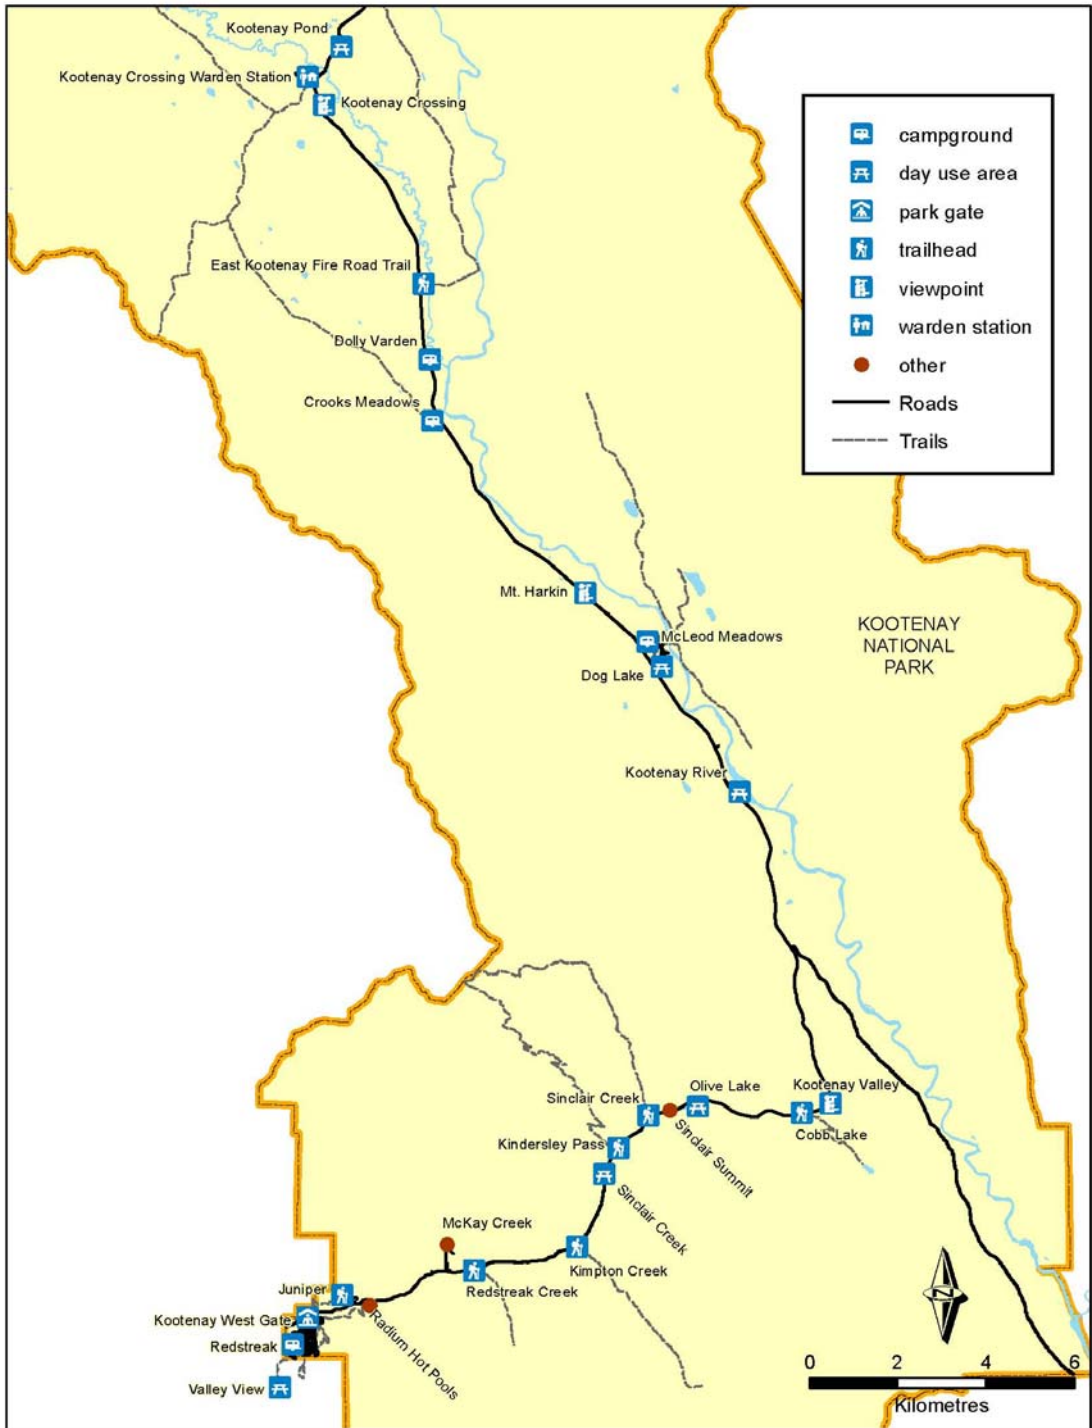 Kootenay Pond
Kootenay Crossing Warden Station
Kootenay Crossing
campground
day use area
park gate
trailhead
viewpoint
warden station
other
Roads
Trails
East Kootenay Fire Road Trail
Dolly Varden
Crooks Meadows
Mt. Harkin
McLeod Meadows
Dog Lake
KOOTENAY
NATIONAL
PARK
Kootenay River
Kootenay Valley
Olive Lake
Sinclair Creek
Cobb Lake
Sinclair Summit
Kindersley Pass
Sinclair Creek
McKay Creek
Kimpton Creek
Redstreak Creek
Juniper
Kootenay West Gate
Radium Hot Pools
Redstreak
Valley View
N
0 2 4 6
Kilometres